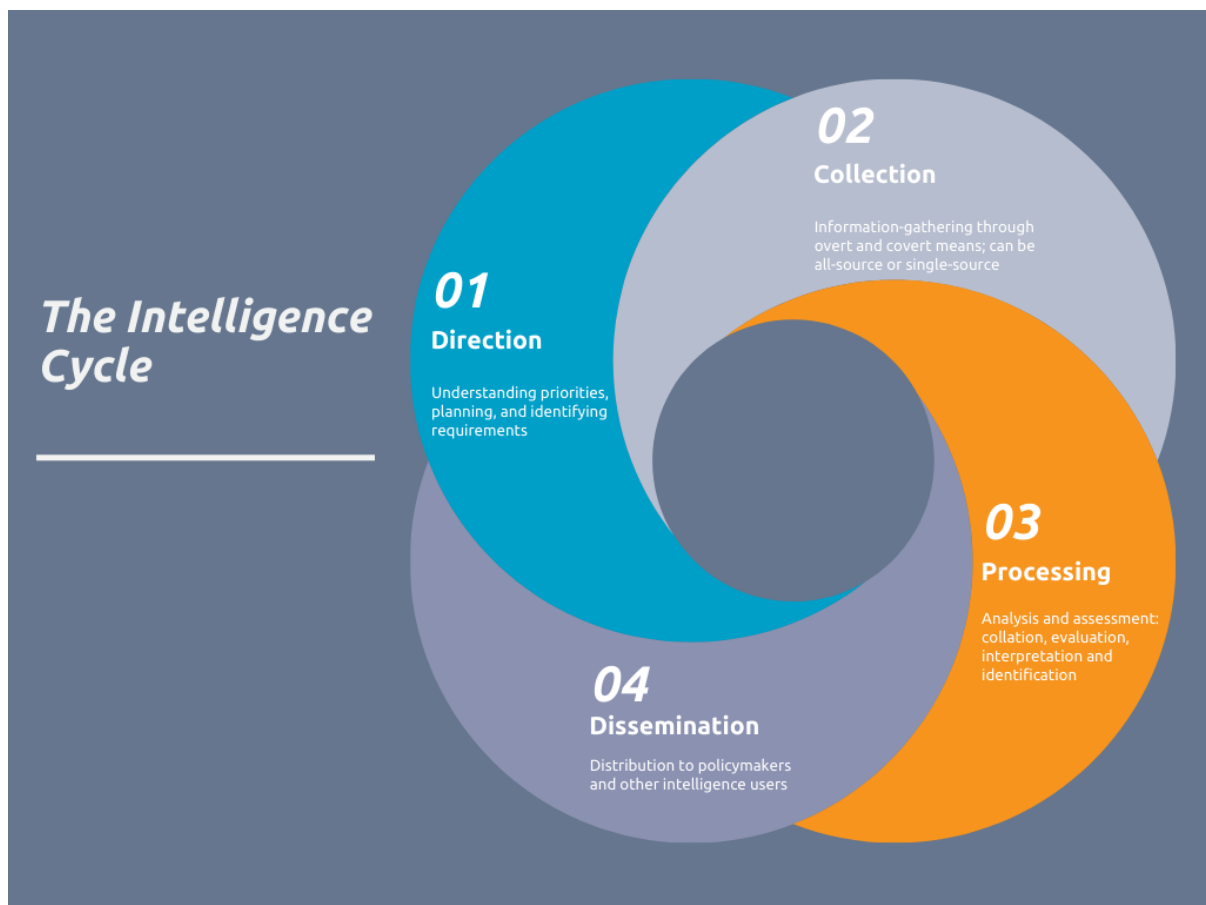 The Intelligence
Cycle
01
Direction
Understanding priorities,
planning, and identifying
requirements
02
Collection
Information-gathering through
overt and covert means; can be
all-source or single-source
03
Processing
Analysis and assessment:
collation, evaluation,
interpretation and
identification
04
Dissemination
Distribution to policymakers
and other intelligence users